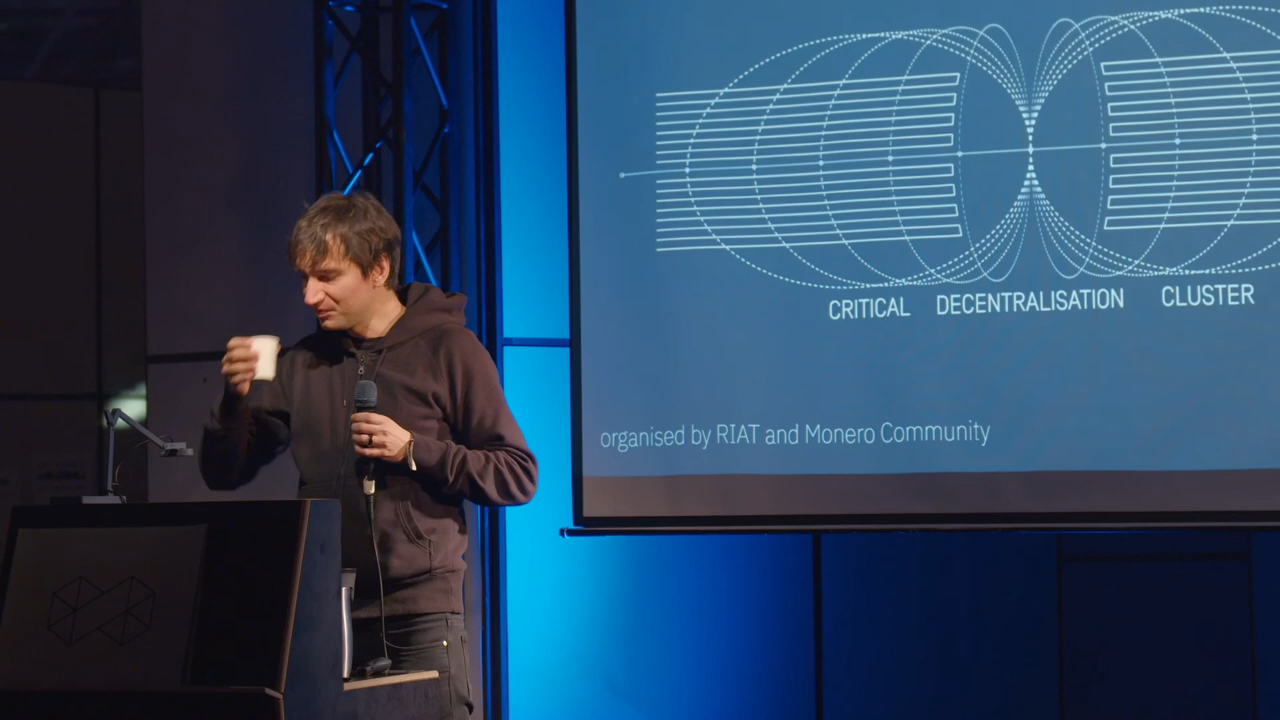 CRITICAL DECENTRALISATION CLUSTER
organised by RIAT and Monero Community